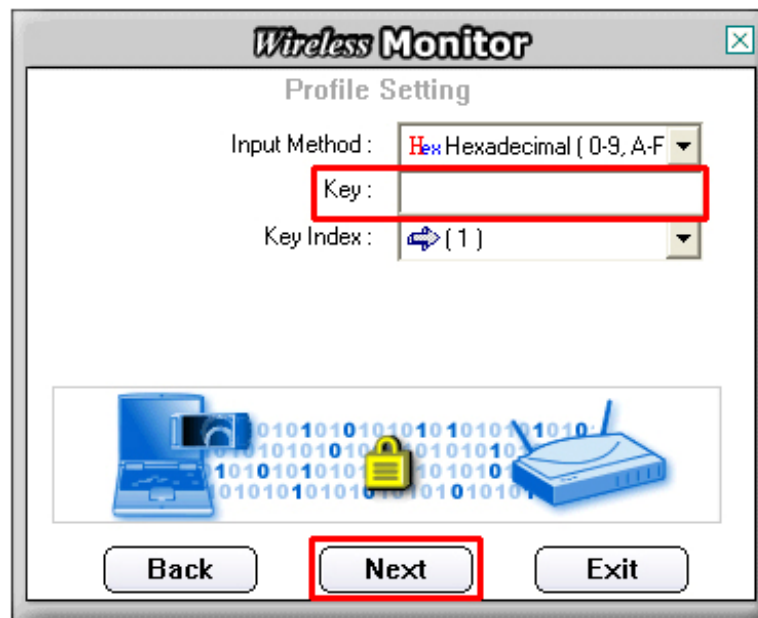 Wireless Monitor
Profile Setting
Input Method : Hex Hexadecimal ( 0-9, A-F
Key :
Key Index : ( 1 )
Back Next Exit